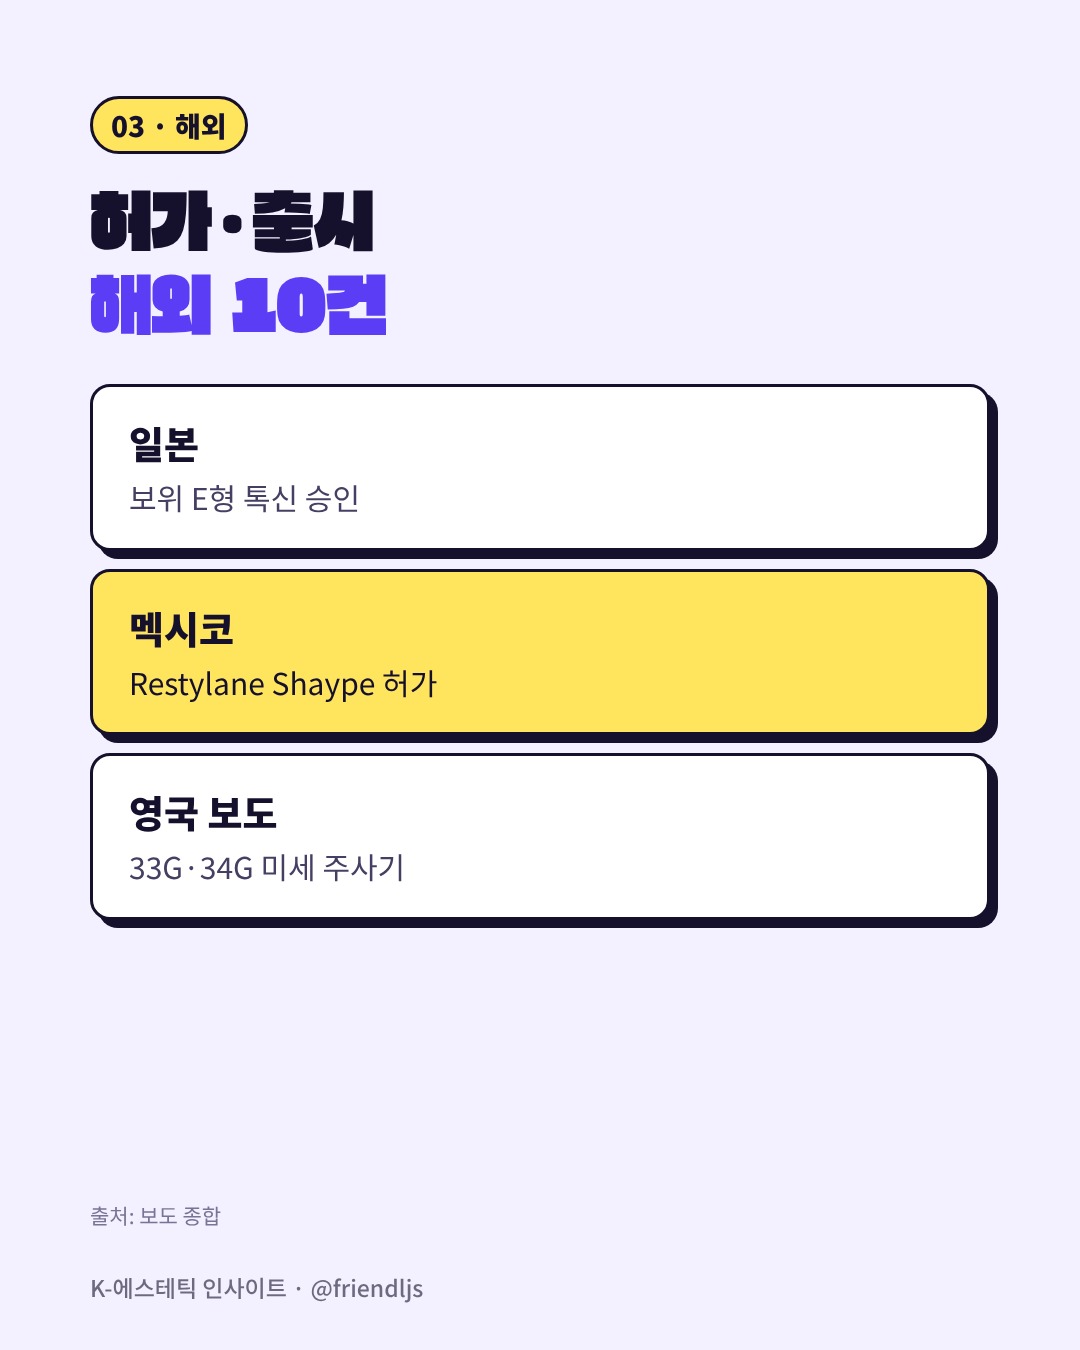 03 · 해외
허가·출시
해외 10건
일본
보위 E형 톡신 승인
멕시코
Restylane Shaype 허가
영국 보도
33G·34G 미세 주사기
출처: 보도 종합
K-에스테틱 인사이트 · @friendljs